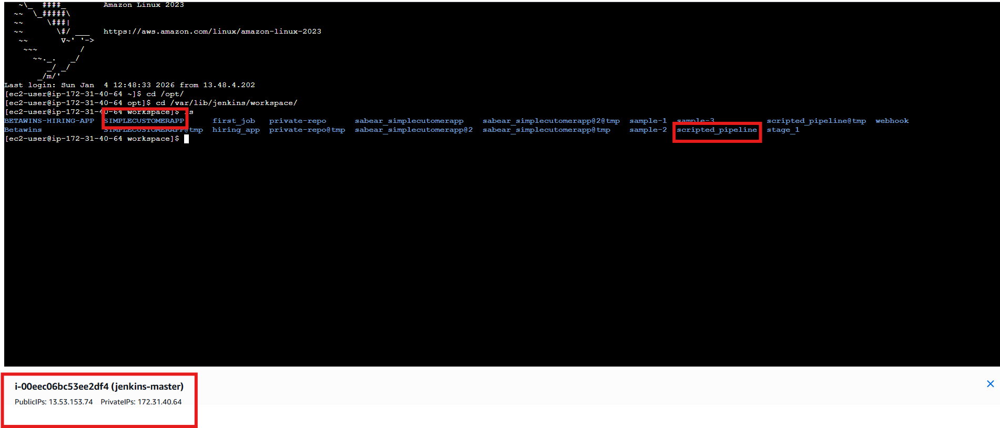 ~\_  ####_        Amazon Linux 2023
~~  \_#####\
~~     \###|
~~       \#/ ___   https://aws.amazon.com/linux/amazon-linux-2023
~~       V~' '->
~~~         /
~~._.   _/
_/ _/
_/m/'
Last login: Sun Jan  4 12:48:33 2026 from 13.48.4.202
[ec2-user@ip-172-31-40-64 ~]$ cd /opt/
[ec2-user@ip-172-31-40-64 opt]$ cd /var/lib/jenkins/workspace/
[ec2-user@ip-172-31-40-64 workspace]$ ls
BETAWINS-HIRING-APP  SIMPLECUSTOMERAPP      first_job   private-repo      sabear_simplecutomerapp    sabear_simplecutomerapp@2@tmp  sample-1  sample-3           scripted_pipeline@tmp  webhook
Betawins             SIMPLECUSTOMERAPP@tmp  hiring_app  private-repo@tmp  sabear_simplecutomerapp@2  sabear_simplecutomerapp@tmp    sample-2  scripted_pipeline  stage_1
[ec2-user@ip-172-31-40-64 workspace]$
i-00eec06bc53ee2df4 (jenkins-master)
PublicIPs: 13.53.153.74    PrivateIPs: 172.31.40.64